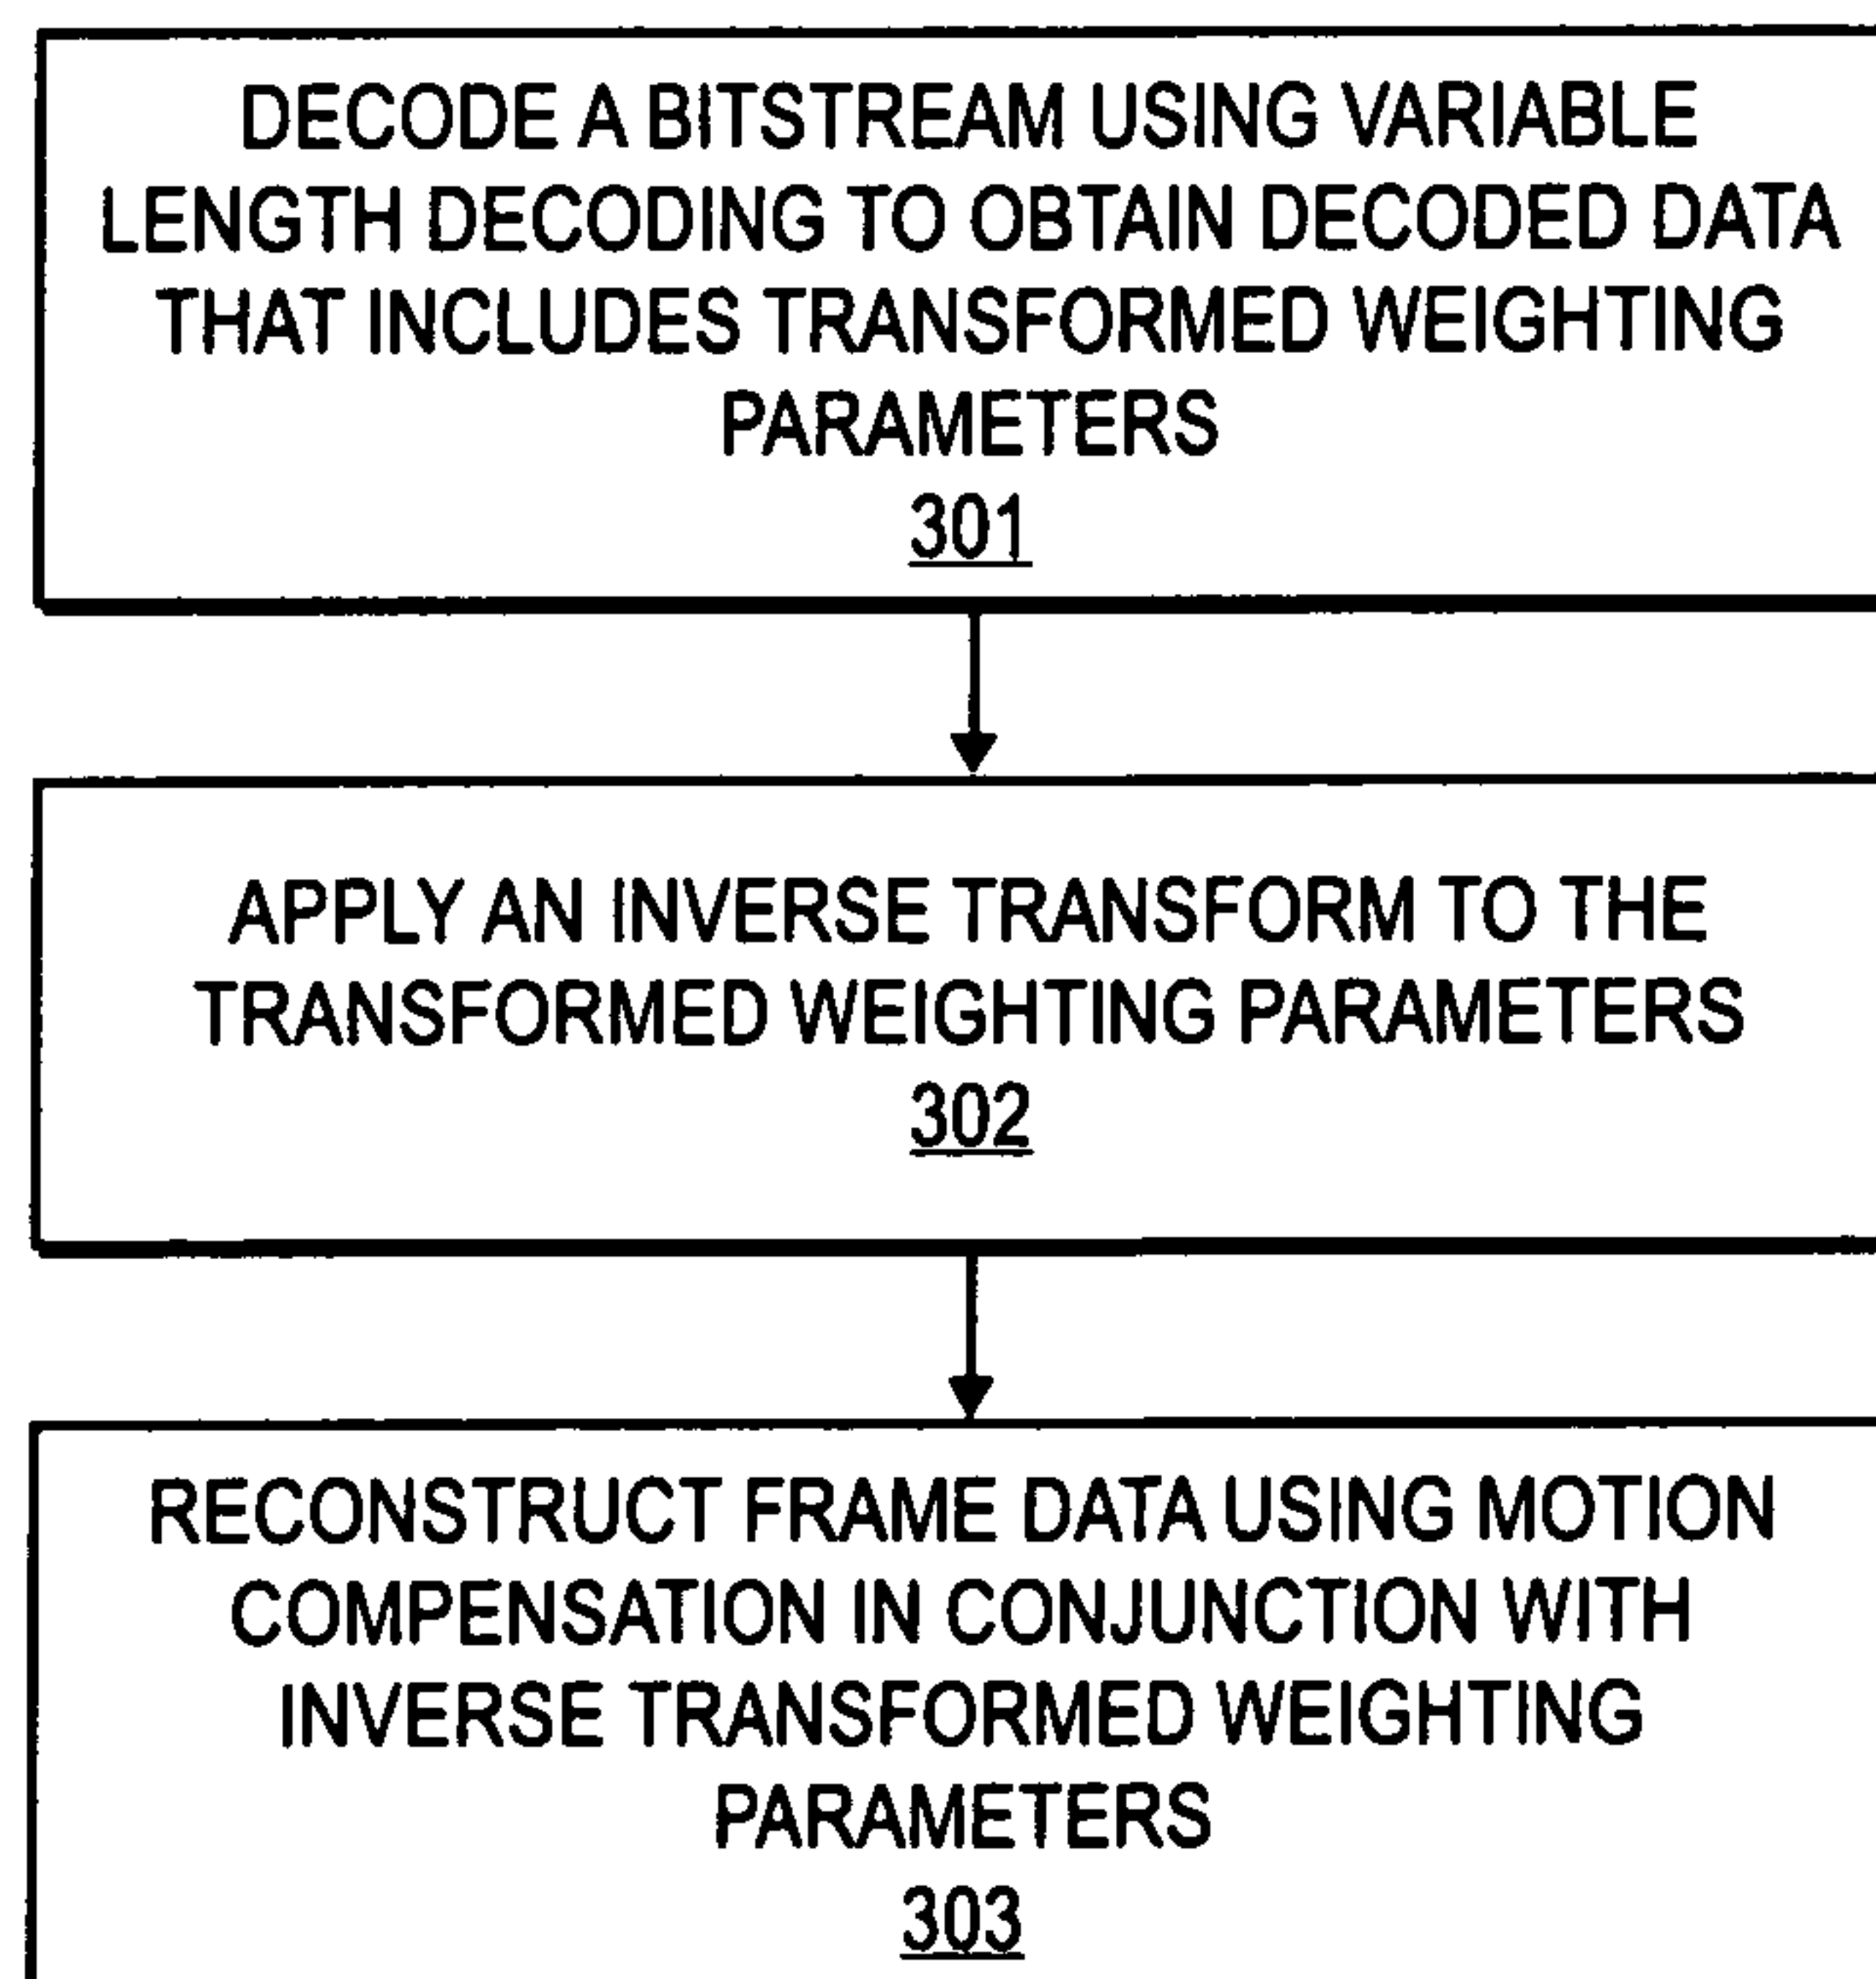 DECODE A BITSTREAM USING VARIABLE
LENGTH DECODING TO OBTAIN DECODED DATA
THAT INCLUDES TRANSFORMED WEIGHTING
PARAMETERS
301
APPLY AN INVERSE TRANSFORM TO THE
TRANSFORMED WEIGHTING PARAMETERS
302
RECONSTRUCT FRAME DATA USING MOTION
COMPENSATION IN CONJUNCTION WITH
INVERSE TRANSFORMED WEIGHTING
PARAMETERS
303